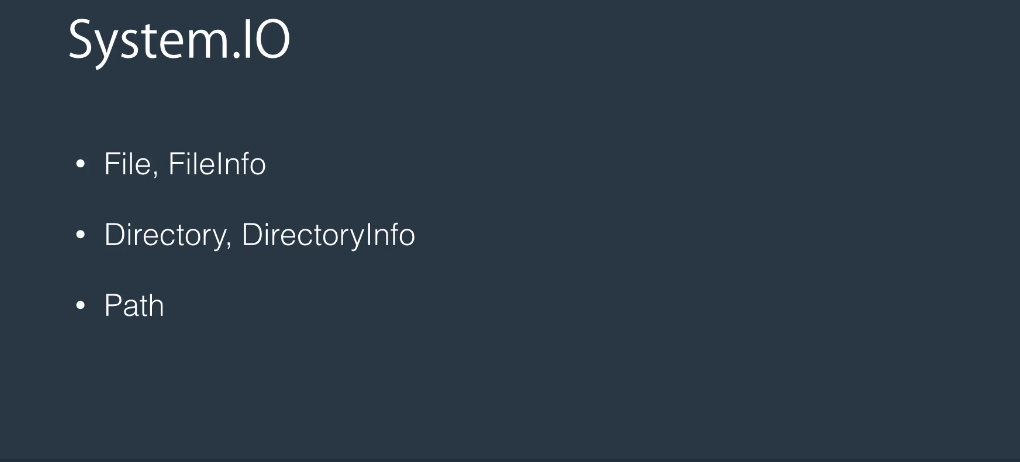 System.IO
• File, FileInfo
• Directory, DirectoryInfo
• Path